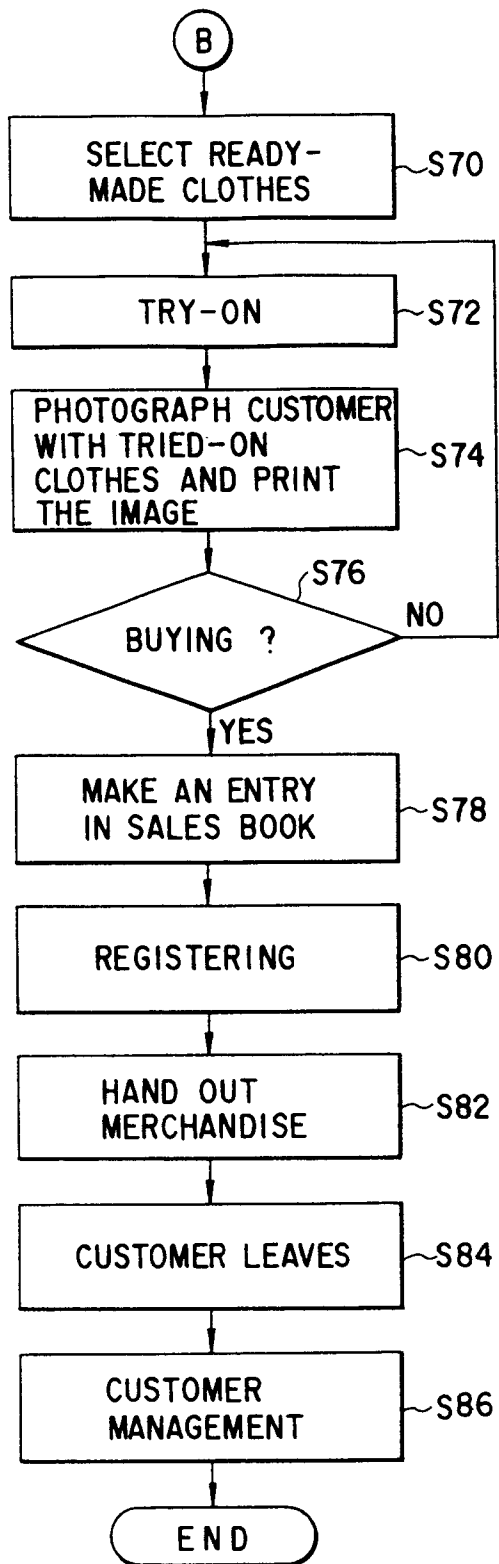 B
SELECT READY-
MADE CLOTHES
S70
TRY-ON
S72
PHOTOGRAPH CUSTOMER
WITH TRIED-ON
CLOTHES AND PRINT
THE IMAGE
S74
S76
BUYING ?
NO
YES
MAKE AN ENTRY
IN SALES BOOK
S78
REGISTERING
S80
HAND OUT
MERCHANDISE
S82
CUSTOMER LEAVES
S84
CUSTOMER
MANAGEMENT
S86
END